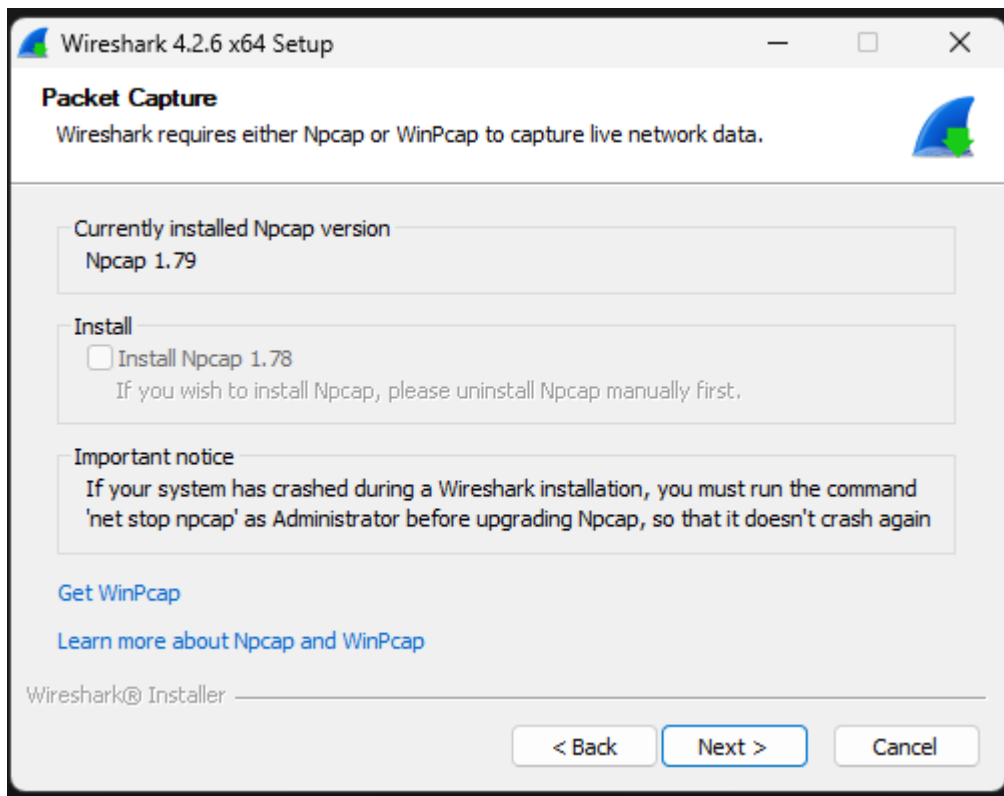 Wireshark 4.2.6 x64 Setup
Packet Capture
Wireshark requires either Npcap or WinPcap to capture live network data.
Currently installed Npcap version
Npcap 1.79
Install
Install Npcap 1.78
If you wish to install Npcap, please uninstall Npcap manually first.
Important notice
If your system has crashed during a Wireshark installation, you must run the command
'net stop npcap' as Administrator before upgrading Npcap, so that it doesn't crash again
Get WinPcap
Learn more about Npcap and WinPcap
Wireshark® Installer
< Back
Next >
Cancel